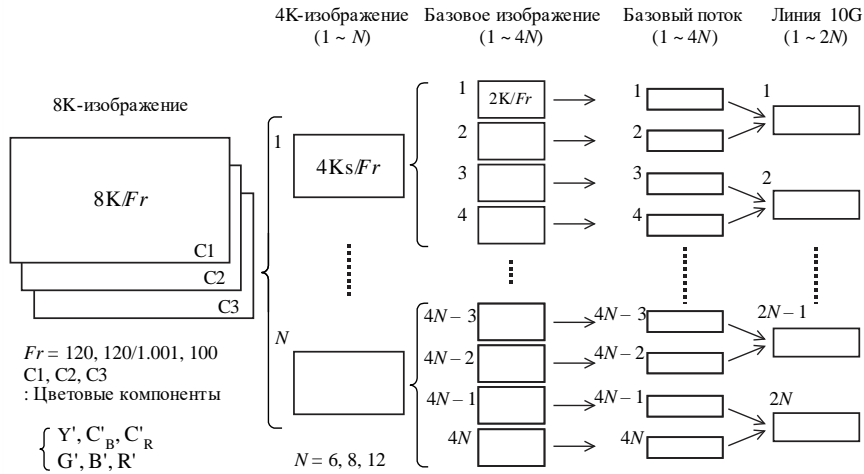 4K-изображение
(1 ~ N)
Базовое изображение
(1 ~ 4N)
Базовый поток
(1 ~ 4N)
Линия 10G
(1 ~ 2N)
8K-изображение
8K/Fr
C1
C2
C3
1
4Ks/Fr
N
1
2K/Fr
2
3
4
4N – 3
4N – 2
4N – 1
4N
1
2
3
4
4N – 3
4N – 2
4N – 1
4N
1
2
2N – 1
2N
Fr = 120, 120/1.001, 100
C1, C2, C3
: Цветовые компоненты
Y', C'B, C'R
G', B', R'
N = 6, 8, 12